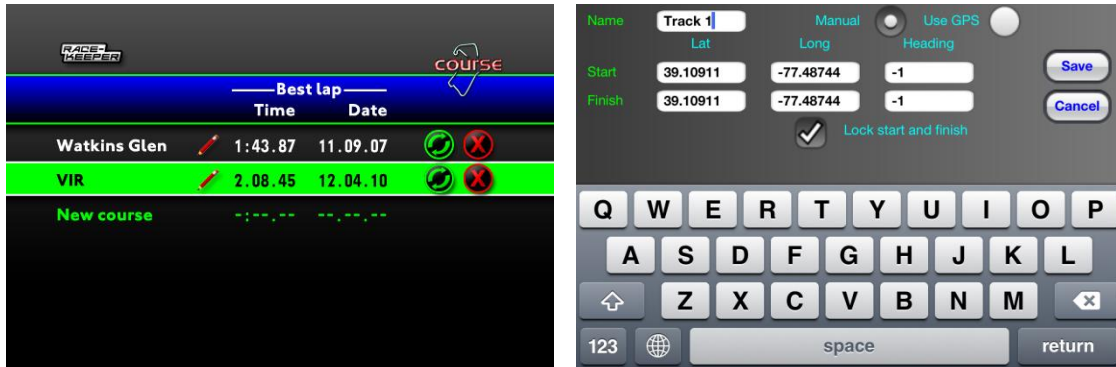 RACE-KEEPER
course
Best lap
Time Date
Watkins Glen 1:43.87 11.09.07 X
VIR 2.08.45 12.04.10 X
New course -:--.-- --.--.--
Name Track 1 Manual Use GPS
Lat Long Heading
Start 39.10911 -77.48744 -1 Save
Finish 39.10911 -77.48744 -1 Cancel
Lock start and finish
Q W E R T Y U I O P
A S D F G H J K L
Z X C V B N M
123 space return